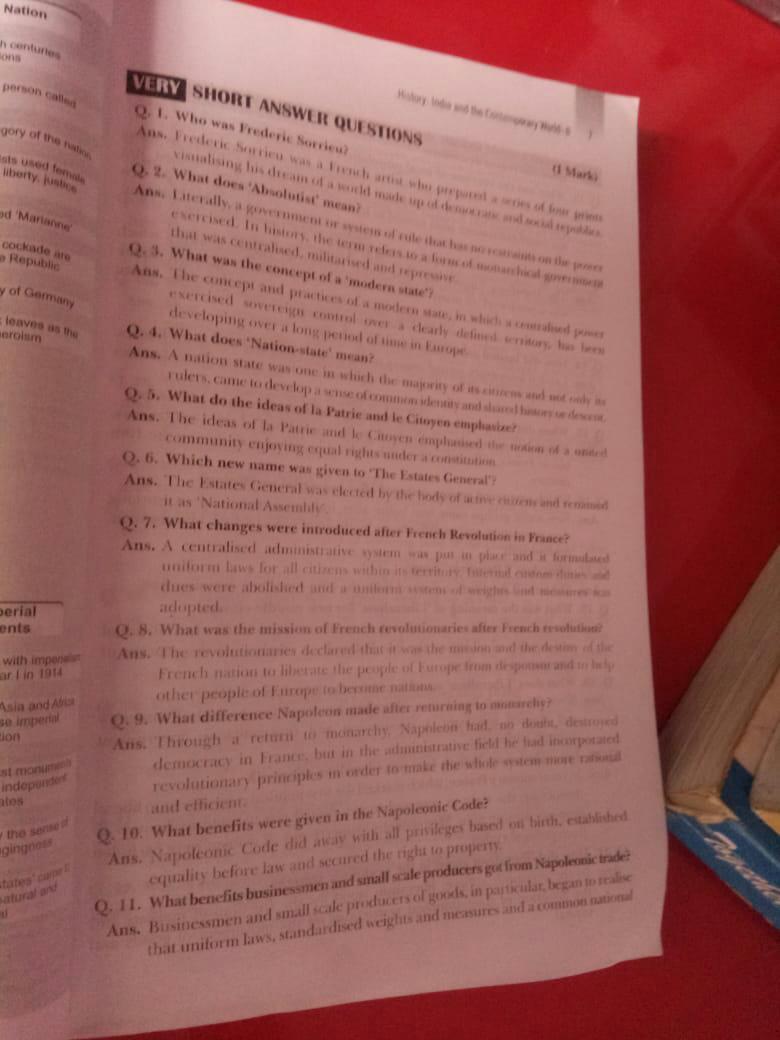 Nation
h centuries
ons
person called
gory of the nation
sts used female
liberty, justice
ed 'Marianne'
cockade are
Republic
y of Germany
leaves as the
eroism
perial
ents
with imperialism
ar I in 1914
Asia and Africa
se imperial
ion
st monuments
independent
ates
the sense of
gingness
tates' came
atural and
History: India and the Contemporary World-II 7
VERY SHORT ANSWER QUESTIONS
(1 Mark)
Q. 1. Who was Frederic Sorrieu?
Ans. Frederic Sorrieu was a French artist who prepared a series of four prints
visualising his dream of a world made up of democratic and social republics.
Q. 2. What does 'Absolutist' mean?
Ans. Literally, a government or system of rule that has no restraints on the power
exercised. In history, the term refers to a form of monarchical government
that was centralised, militarised and repressive.
Q. 3. What was the concept of a 'modern state'?
Ans. The concept and practices of a modern state, in which a centralised power
exercised sovereign control over a clearly defined territory, has been
developing over a long period of time in Europe.
Q. 4. What does 'Nation-state' mean?
Ans. A nation state was one in which the majority of its citizens and not only its
rulers, came to develop a sense of common identity and shared history or descent.
Q. 5. What do the ideas of la Patrie and le Citoyen emphasize?
Ans. The ideas of la Patrie and le Citoyen emphasised the notion of a united
community enjoying equal rights under a constitution.
Q. 6. Which new name was given to 'The Estates General'?
Ans. The Estates General was elected by the body of active citizens and renamed
it as 'National Assembly'.
Q. 7. What changes were introduced after French Revolution in France?
Ans. A centralised administrative system was put in place and it formulated
uniform laws for all citizens within its territory. Internal custom duties and
dues were abolished and a uniform system of weights and measures was
adopted.
Q. 8. What was the mission of French revolutionaries after French revolution?
Ans. The revolutionaries declared that it was the mission and the destiny of the
French nation to liberate the people of Europe from despotism and to help
other people of Europe to become nations.
Q. 9. What difference Napoleon made after returning to monarchy?
Ans. Through a return to monarchy, Napoleon had, no doubt, destroyed
democracy in France, but in the administrative field he had incorporated
revolutionary principles in order to make the whole system more rational
and efficient.
Q. 10. What benefits were given in the Napoleonic Code?
Ans. Napoleonic Code did away with all privileges based on birth, established
equality before law and secured the right to property.
Q. 11. What benefits businessmen and small scale producers got from Napoleonic trade?
Ans. Businessmen and small scale producers of goods, in particular, began to realise
that uniform laws, standardised weights and measures and a common national